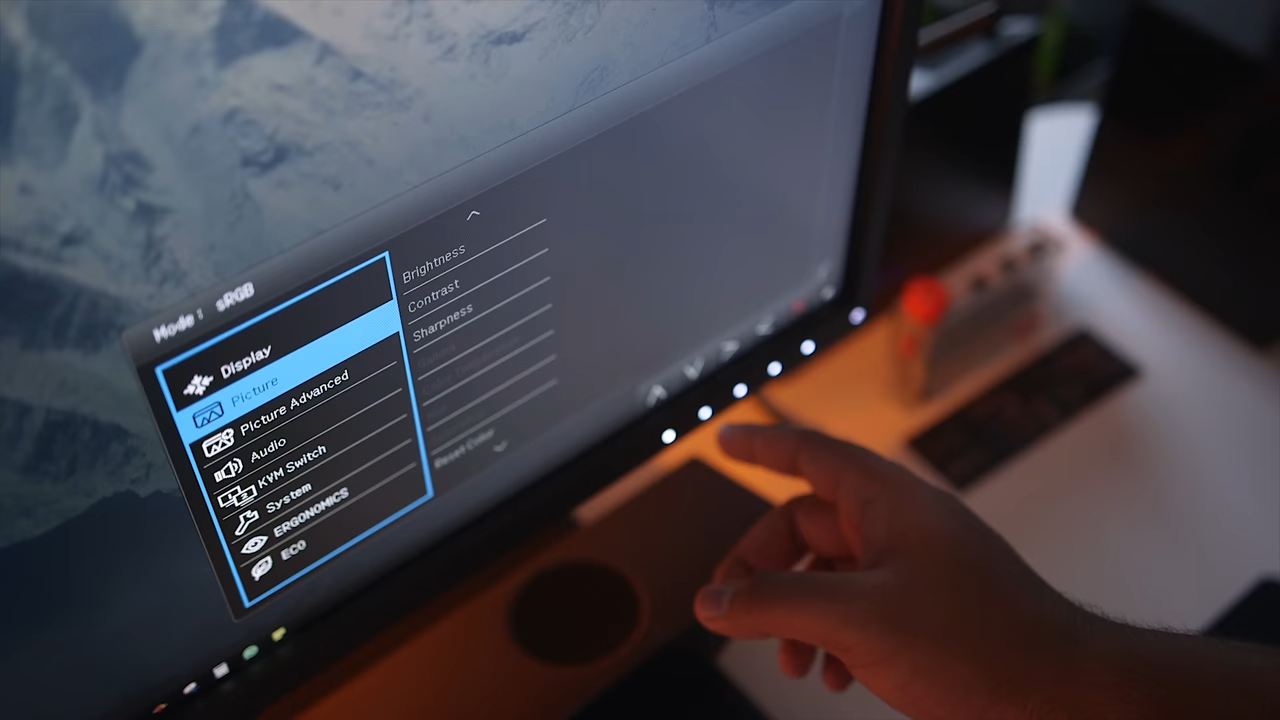 Mode: sRGB
Display
Picture
Picture Advanced
Audio
KVM Switch
System
ERGONOMICS
ECO
Brightness
Contrast
Sharpness
Reset Color